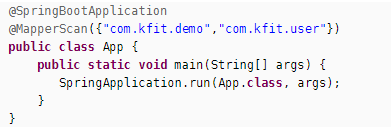 @SpringBootApplication
@MapperScan({"com.kfit.demo","com.kfit.user"})
public class App {
    public static void main(String[] args) {
       SpringApplication.run(App.class, args);
    }
}